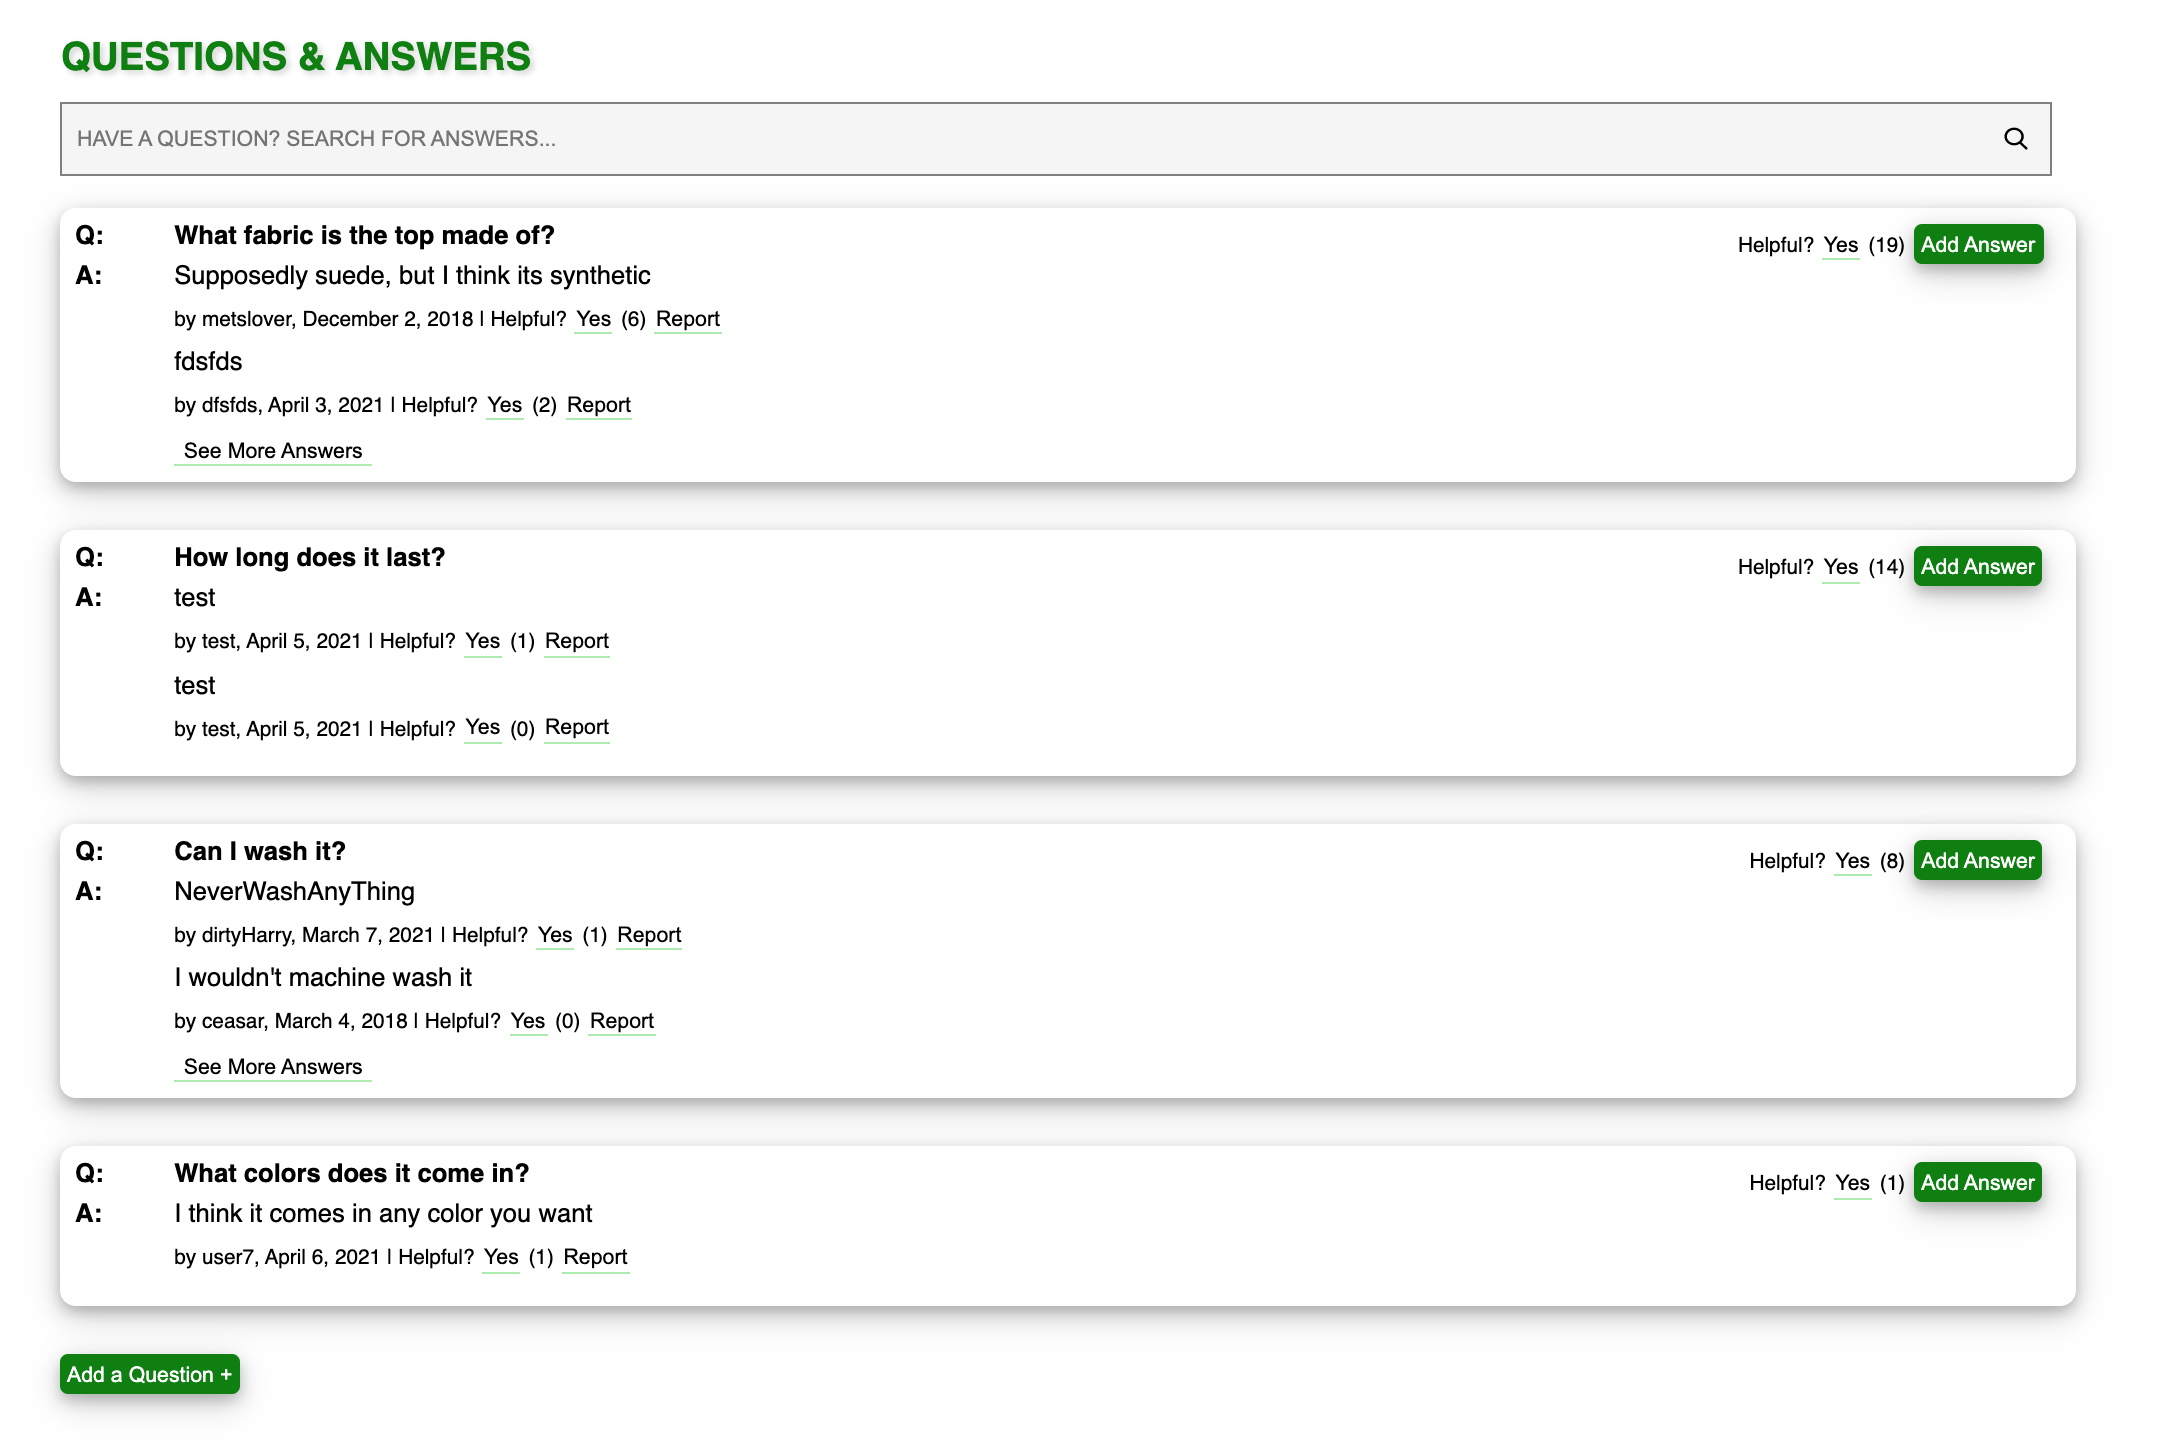 QUESTIONS & ANSWERS
HAVE A QUESTION? SEARCH FOR ANSWERS...
Q: What fabric is the top made of? Helpful? Yes (19) Add Answer
A: Supposedly suede, but I think its synthetic
by metslover, December 2, 2018 | Helpful? Yes (6) Report
fdsfds
by dfsfds, April 3, 2021 | Helpful? Yes (2) Report
See More Answers
Q: How long does it last? Helpful? Yes (14) Add Answer
A: test
by test, April 5, 2021 | Helpful? Yes (1) Report
test
by test, April 5, 2021 | Helpful? Yes (0) Report
Q: Can I wash it? Helpful? Yes (8) Add Answer
A: NeverWashAnyThing
by dirtyHarry, March 7, 2021 | Helpful? Yes (1) Report
I wouldn't machine wash it
by ceasar, March 4, 2018 | Helpful? Yes (0) Report
See More Answers
Q: What colors does it come in? Helpful? Yes (1) Add Answer
A: I think it comes in any color you want
by user7, April 6, 2021 | Helpful? Yes (1) Report
Add a Question +